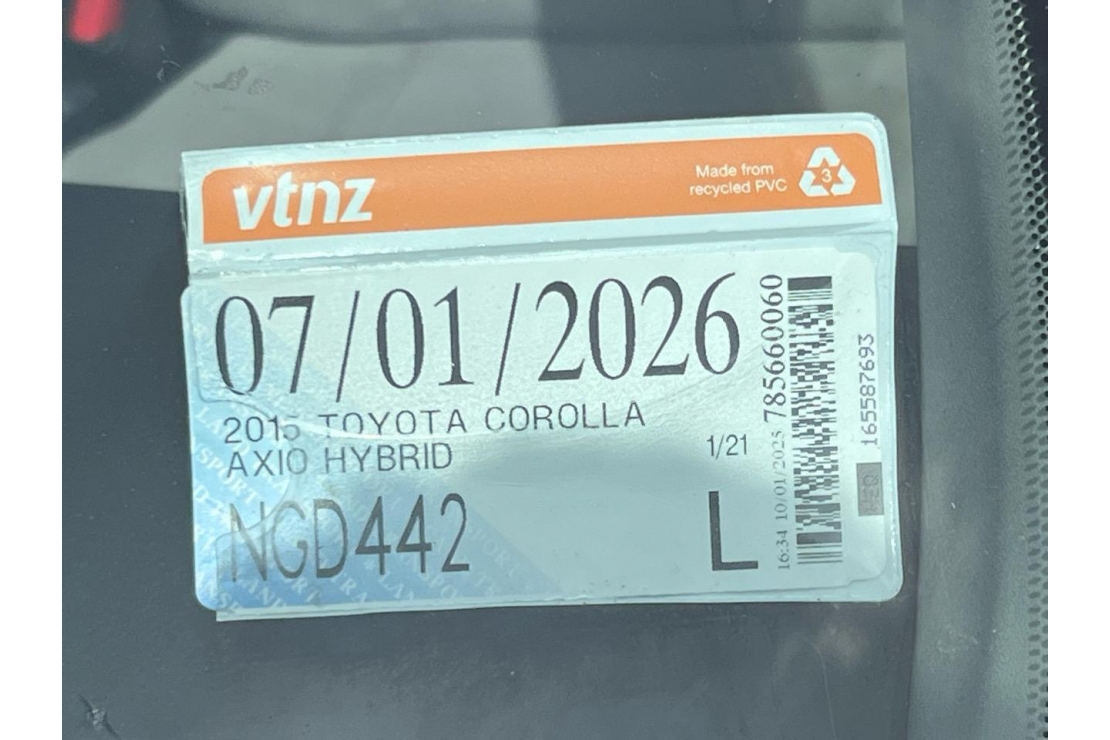 vtnz
Made from
recycled PVC
3
07/01/2026
2015 TOYOTA COROLLA
AXIO HYBRID
1/21
NGD442
L
16:34 10/01/2025 785660060
165587693